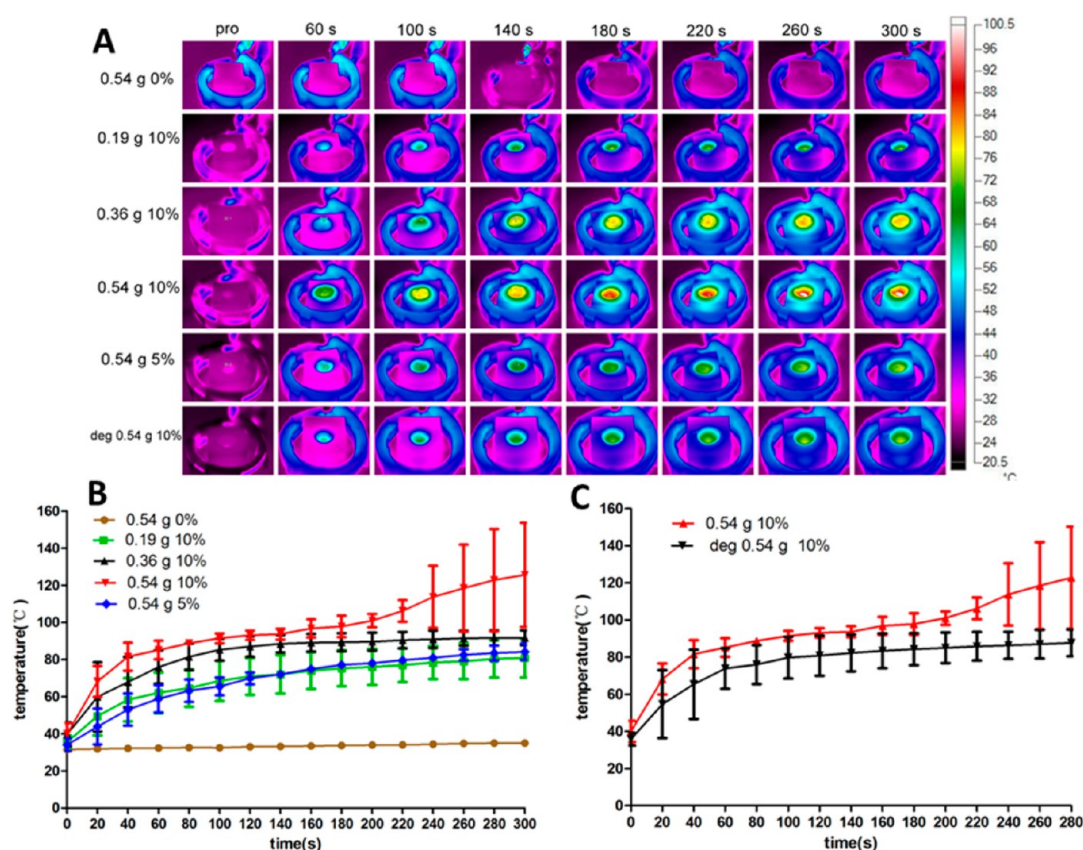 A
pro 60 s 100 s 140 s 180 s 220 s 260 s 300 s
0.54 g 0%
0.19 g 10%
0.36 g 10%
0.54 g 10%
0.54 g 5%
deg 0.54 g 10%
100.5
96
92
88
84
80
76
72
68
64
60
56
52
48
44
40
36
32
28
24
20.5
°C
B
160
140
120
100
80
60
40
20
0
temperature(℃)
0.54 g 0%
0.19 g 10%
0.36 g 10%
0.54 g 10%
0.54 g 5%
0 20 40 60 80 100 120 140 160 180 200 220 240 260 280 300
time(s)
C
160
140
120
100
80
60
40
20
0
temperature(℃)
0.54 g 10%
deg 0.54 g 10%
0 20 40 60 80 100 120 140 160 180 200 220 240 260 280
time(s)